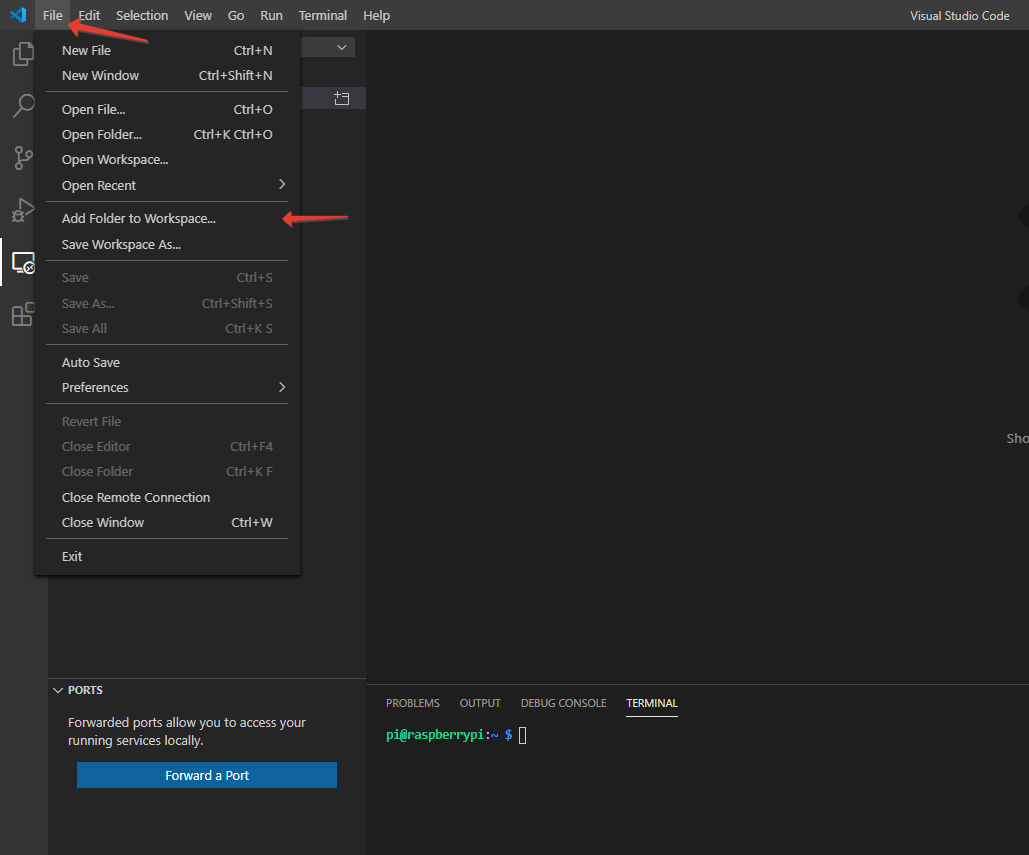 File Edit Selection View Go Run Terminal Help Visual Studio Code
New File Ctrl+N
New Window Ctrl+Shift+N
Open File... Ctrl+O
Open Folder... Ctrl+K Ctrl+O
Open Workspace...
Open Recent
Add Folder to Workspace...
Save Workspace As...
Save Ctrl+S
Save As... Ctrl+Shift+S
Save All Ctrl+K S
Auto Save
Preferences
Revert File
Close Editor Ctrl+F4
Close Folder Ctrl+K F
Close Remote Connection
Close Window Ctrl+W
Exit
Sho
PORTS
Forwarded ports allow you to access your
running services locally.
Forward a Port
PROBLEMS OUTPUT DEBUG CONSOLE TERMINAL
pi@raspberrypi:~ $